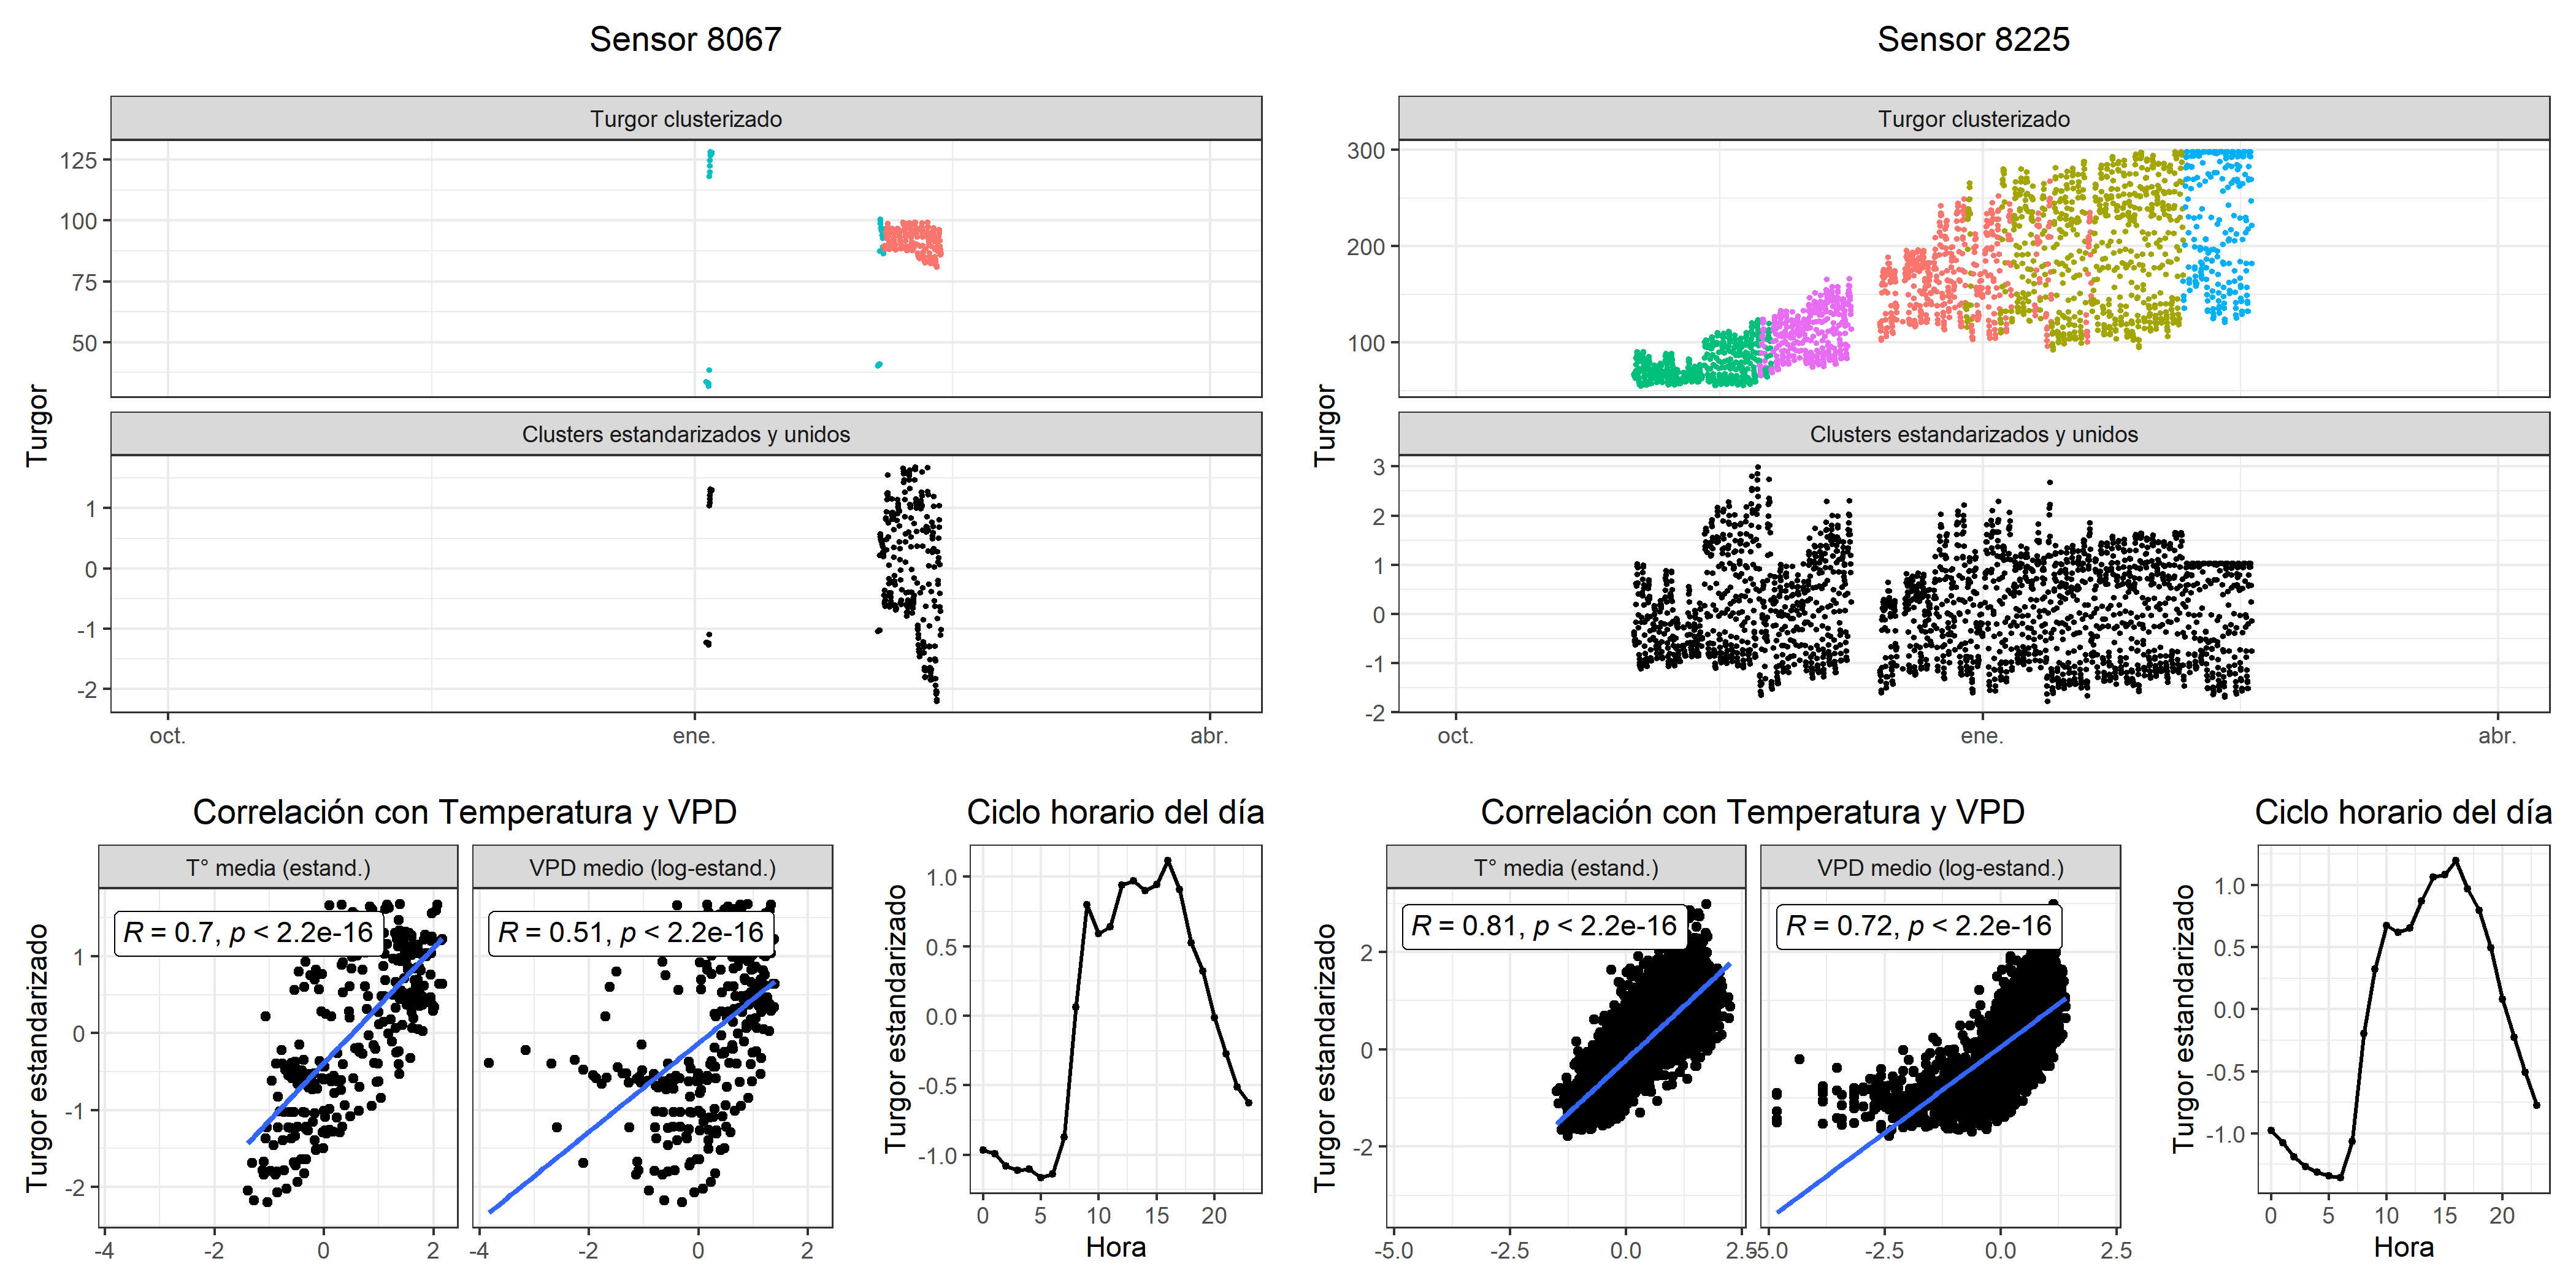 Sensor 8067
Turgor clusterizado
125
100
75
50
Turgor
Clusters estandarizados y unidos
1
0
-1
-2
oct.
ene.
abr.
Correlación con Temperatura y VPD
T° media (estand.)
VPD medio (log-estand.)
R = 0.7, p < 2.2e-16
R = 0.51, p < 2.2e-16
Turgor estandarizado
1
0
-1
-2
-4
-2
0
2
-4
-2
0
2
Ciclo horario del día
Turgor estandarizado
1.0
0.5
0.0
-0.5
-1.0
0
5
10
15
20
Hora
Sensor 8225
Turgor clusterizado
300
200
100
Turgor
Clusters estandarizados y unidos
3
2
1
0
-1
-2
oct.
ene.
abr.
Correlación con Temperatura y VPD
T° media (estand.)
VPD medio (log-estand.)
R = 0.81, p < 2.2e-16
R = 0.72, p < 2.2e-16
Turgor estandarizado
2
0
-2
-5.0
-2.5
0.0
2.5
-5.0
-2.5
0.0
2.5
Ciclo horario del día
Turgor estandarizado
1.0
0.5
0.0
-0.5
-1.0
0
5
10
15
20
Hora